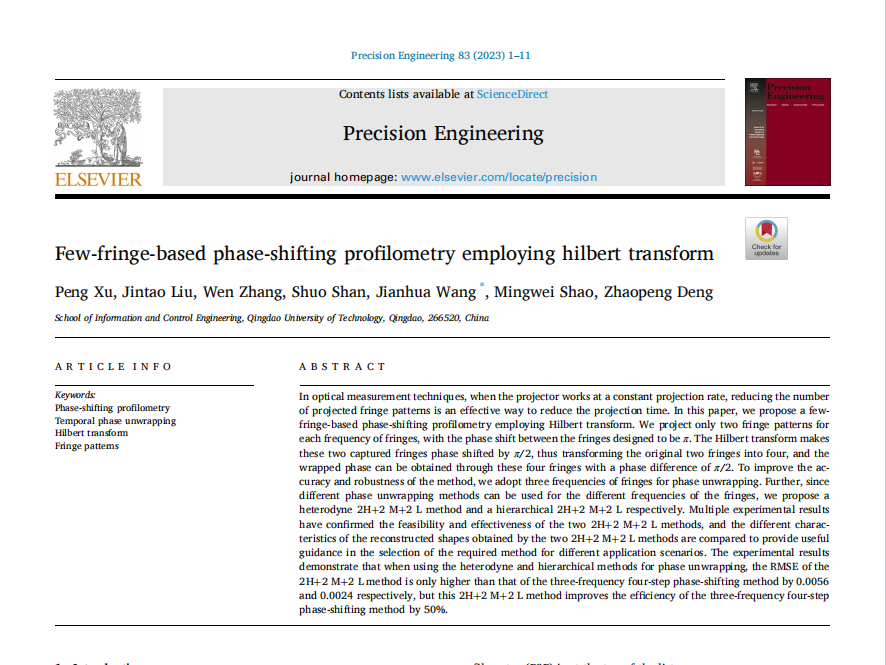 Precision Engineering 83 (2023) 1–11
Contents lists available at ScienceDirect
Precision Engineering
journal homepage: www.elsevier.com/locate/precision
ELSEVIER
Precision
Engineering
Check for
updates
Few-fringe-based phase-shifting profilometry employing hilbert transform
Peng Xu, Jintao Liu, Wen Zhang, Shuo Shan, Jianhua Wang*, Mingwei Shao, Zhaopeng Deng
School of Information and Control Engineering, Qingdao University of Technology, Qingdao, 266520, China
ARTICLE INFO
Keywords:
Phase-shifting profilometry
Temporal phase unwrapping
Hilbert transform
Fringe patterns
ABSTRACT
In optical measurement techniques, when the projector works at a constant projection rate, reducing the number
of projected fringe patterns is an effective way to reduce the projection time. In this paper, we propose a few-
fringe-based phase-shifting profilometry employing Hilbert transform. We project only two fringe patterns for
each frequency of fringes, with the phase shift between the fringes designed to be π. The Hilbert transform makes
these two captured fringes phase shifted by π/2, thus transforming the original two fringes into four, and the
wrapped phase can be obtained through these four fringes with a phase difference of π/2. To improve the ac-
curacy and robustness of the method, we adopt three frequencies of fringes for phase unwrapping. Further, since
different phase unwrapping methods can be used for the different frequencies of the fringes, we propose a
heterodyne 2H+2 M+2 L method and a hierarchical 2H+2 M+2 L respectively. Multiple experimental results
have confirmed the feasibility and effectiveness of the two 2H+2 M+2 L methods, and the different charac-
teristics of the reconstructed shapes obtained by the two 2H+2 M+2 L methods are compared to provide useful
guidance in the selection of the required method for different application scenarios. The experimental results
demonstrate that when using the heterodyne and hierarchical methods for phase unwrapping, the RMSE of the
2H+2 M+2 L method is only higher than that of the three-frequency four-step phase-shifting method by 0.0056
and 0.0024 respectively, but this 2H+2 M+2 L method improves the efficiency of the three-frequency four-step
phase-shifting method by 50%.